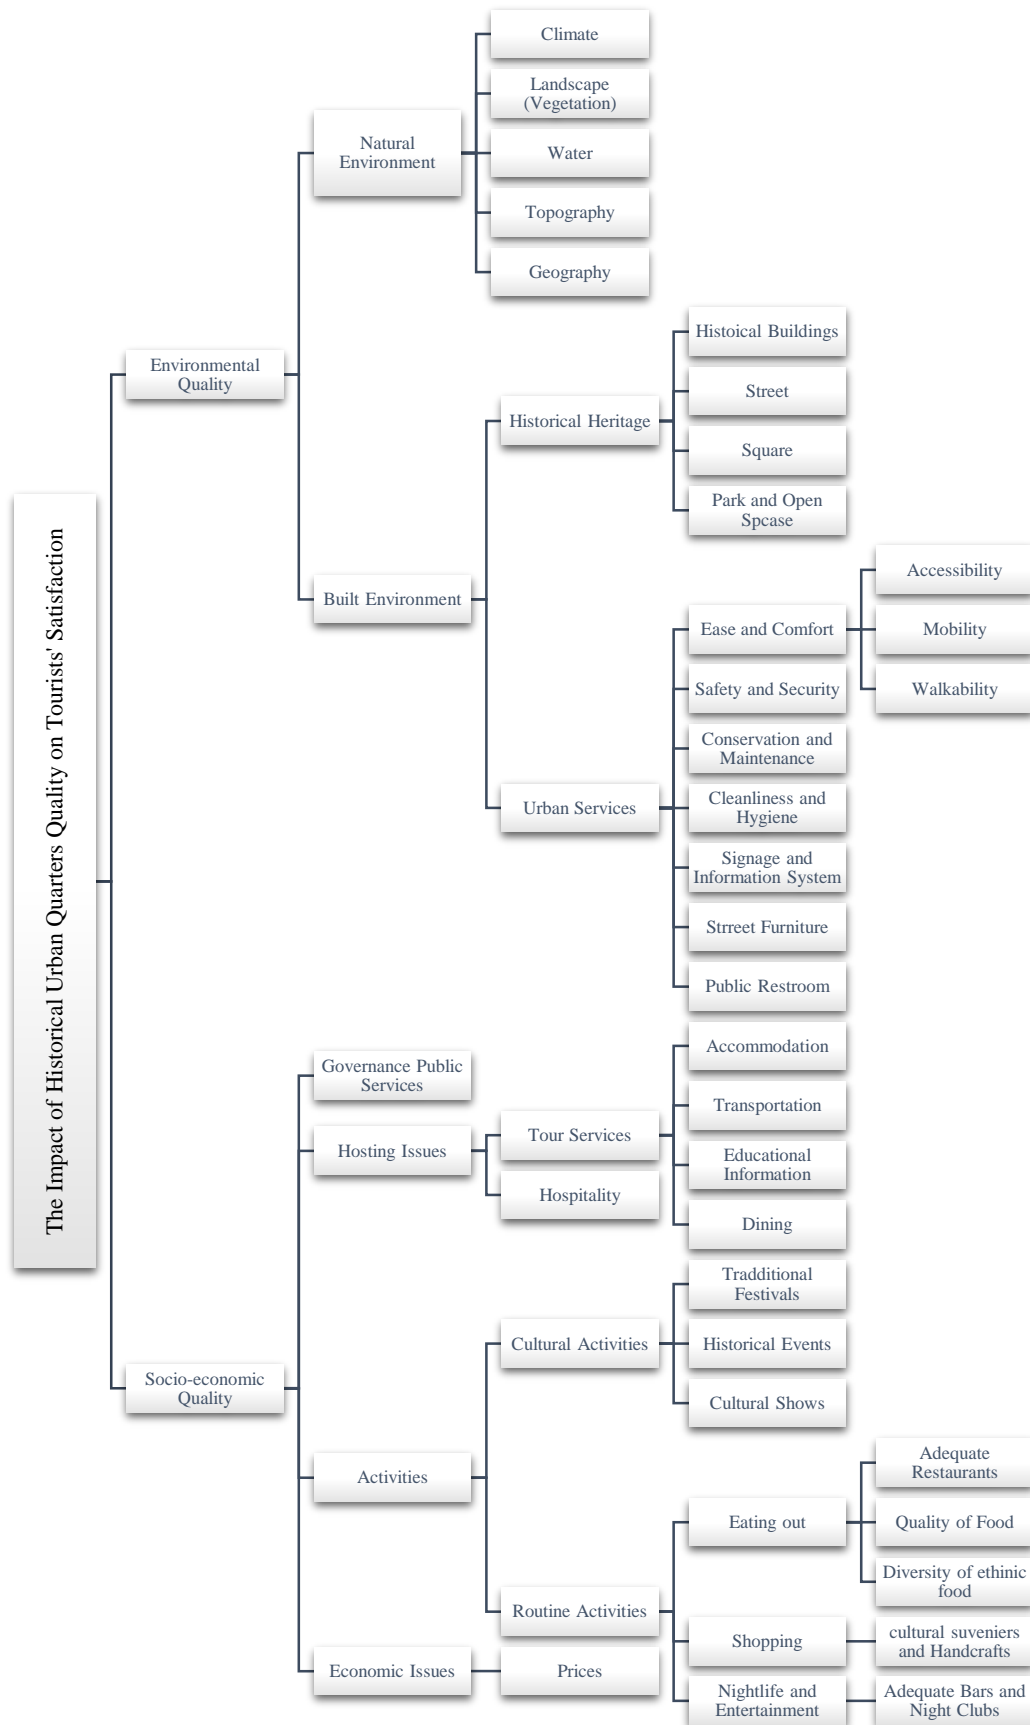 The Impact of Historical Urban Quarters Quality on Tourists' Satisfaction
Environmental
Quality
Natural
Environment
Climate
Landscape
(Vegetation)
Water
Topography
Geography
Built Environment
Historical Heritage
Histoical Buildings
Street
Square
Park and Open
Spcase
Urban Services
Ease and Comfort
Accessibility
Mobility
Walkability
Safety and Security
Conservation and
Maintenance
Cleanliness and
Hygiene
Signage and
Information System
Strreet Furniture
Public Restroom
Socio-economic
Quality
Governance Public
Services
Hosting Issues
Tour Services
Accommodation
Transportation
Educational
Information
Dining
Hospitality
Activities
Cultural Activities
Tradditional
Festivals
Historical Events
Cultural Shows
Routine Activities
Eating out
Adequate
Restaurants
Quality of Food
Diversity of ethinic
food
Shopping
cultural suveniers
and Handcrafts
Nightlife and
Entertainment
Adequate Bars and
Night Clubs
Economic Issues
Prices